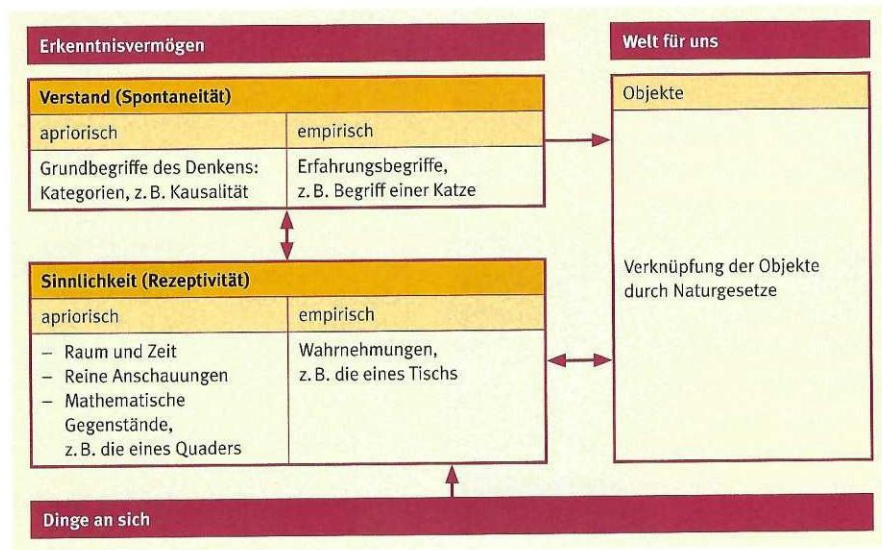 Erkenntnisvermögen
Welt für uns
Verstand (Spontaneität)
apriorisch
empirisch
Grundbegriffe des Denkens:
Kategorien, z. B. Kausalität
Erfahrungsbegriffe,
z. B. Begriff einer Katze
Objekte
Verknüpfung der Objekte
durch Naturgesetze
Sinnlichkeit (Rezeptivität)
apriorisch
empirisch
– Raum und Zeit
– Reine Anschauungen
– Mathematische
Gegenstände,
z. B. die eines Quaders
Wahrnehmungen,
z. B. die eines Tischs
Dinge an sich